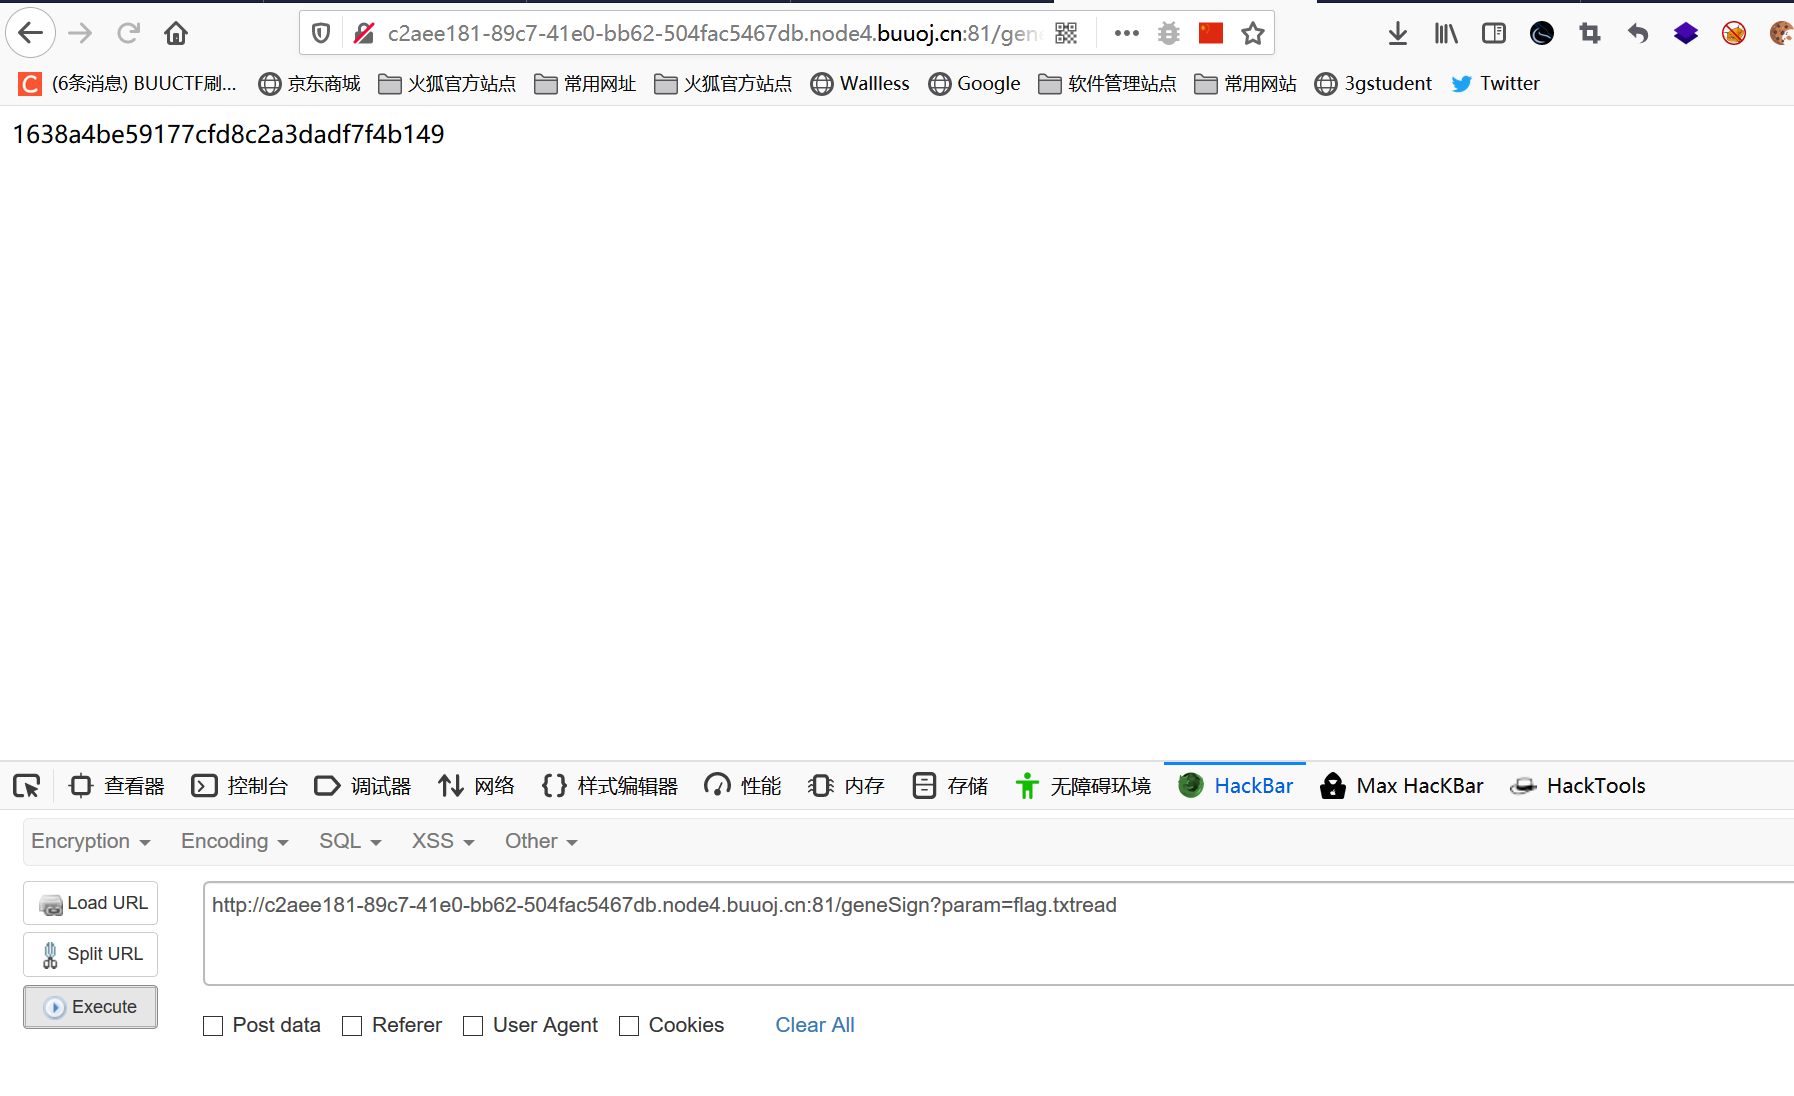 c2aee181-89c7-41e0-bb62-504fac5467db.node4.buuoj.cn:81/gene
(6条消息) BUUCTF刷... 京东商城 火狐官方站点 常用网址 火狐官方站点 Wallless Google 软件管理站点 常用网站 3gstudent Twitter
1638a4be59177cfd8c2a3dadf7f4b149
查看器 控制台 调试器 网络 样式编辑器 性能 内存 存储 无障碍环境 HackBar Max HacKBar HackTools
Encryption Encoding SQL XSS Other
Load URL
http://c2aee181-89c7-41e0-bb62-504fac5467db.node4.buuoj.cn:81/geneSign?param=flag.txtread
Split URL
Execute
Post data Referer User Agent Cookies Clear All